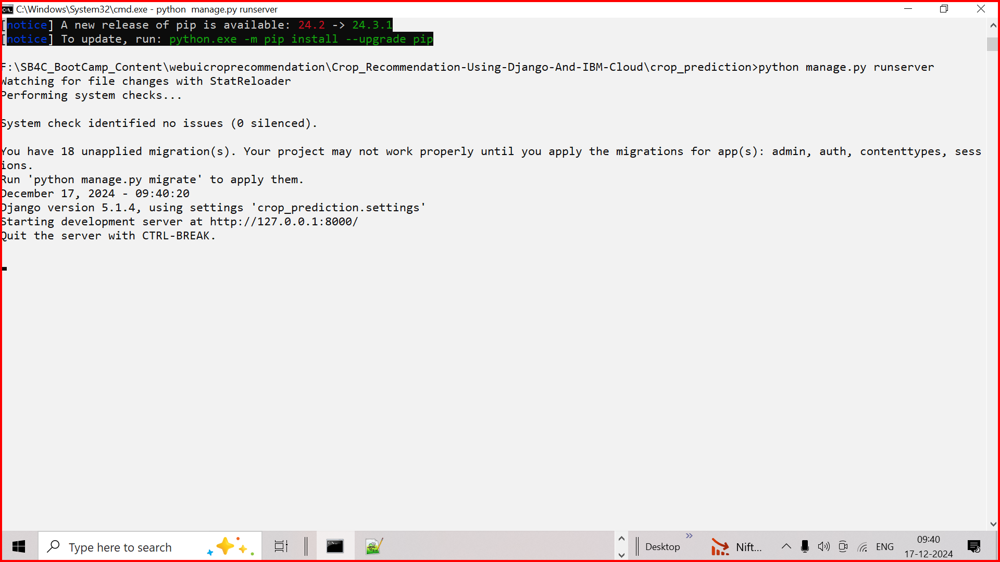 C:\Windows\System32\cmd.exe - python  manage.py runserver
[notice] A new release of pip is available: 24.2 -> 24.3.1
[notice] To update, run: python.exe -m pip install --upgrade pip
F:\SB4C_BootCamp_Content\webuicroprecommendation\Crop_Recommendation-Using-Django-And-IBM-Cloud\crop_prediction>python manage.py runserver
Watching for file changes with StatReloader
Performing system checks...
System check identified no issues (0 silenced).
You have 18 unapplied migration(s). Your project may not work properly until you apply the migrations for app(s): admin, auth, contenttypes, sess
ions.
Run 'python manage.py migrate' to apply them.
December 17, 2024 - 09:40:20
Django version 5.1.4, using settings 'crop_prediction.settings'
Starting development server at http://127.0.0.1:8000/
Quit the server with CTRL-BREAK.
Type here to search
Desktop
Nift...
ENG
09:40
17-12-2024